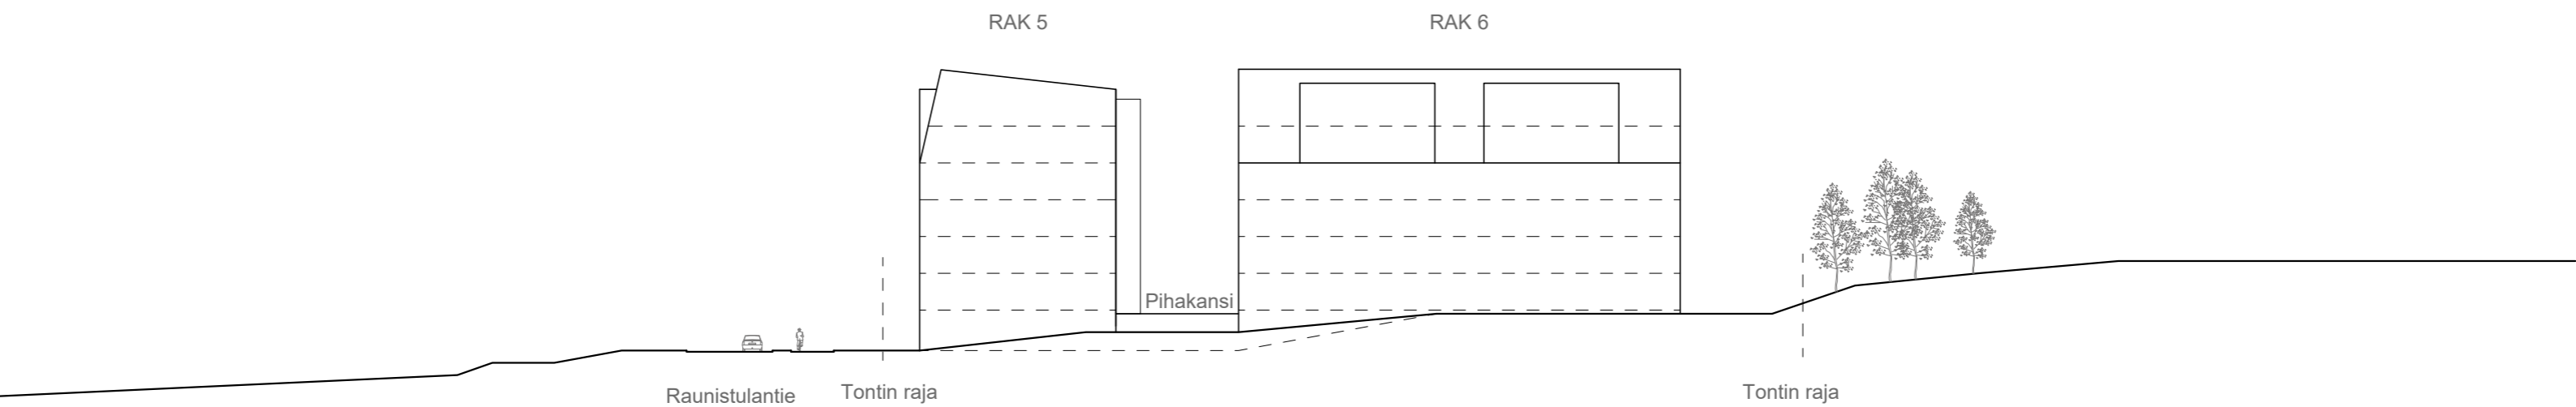 RAK 5
RAK 6
Pihakansi
Raunistulantie
Tontin raja
Tontin raja